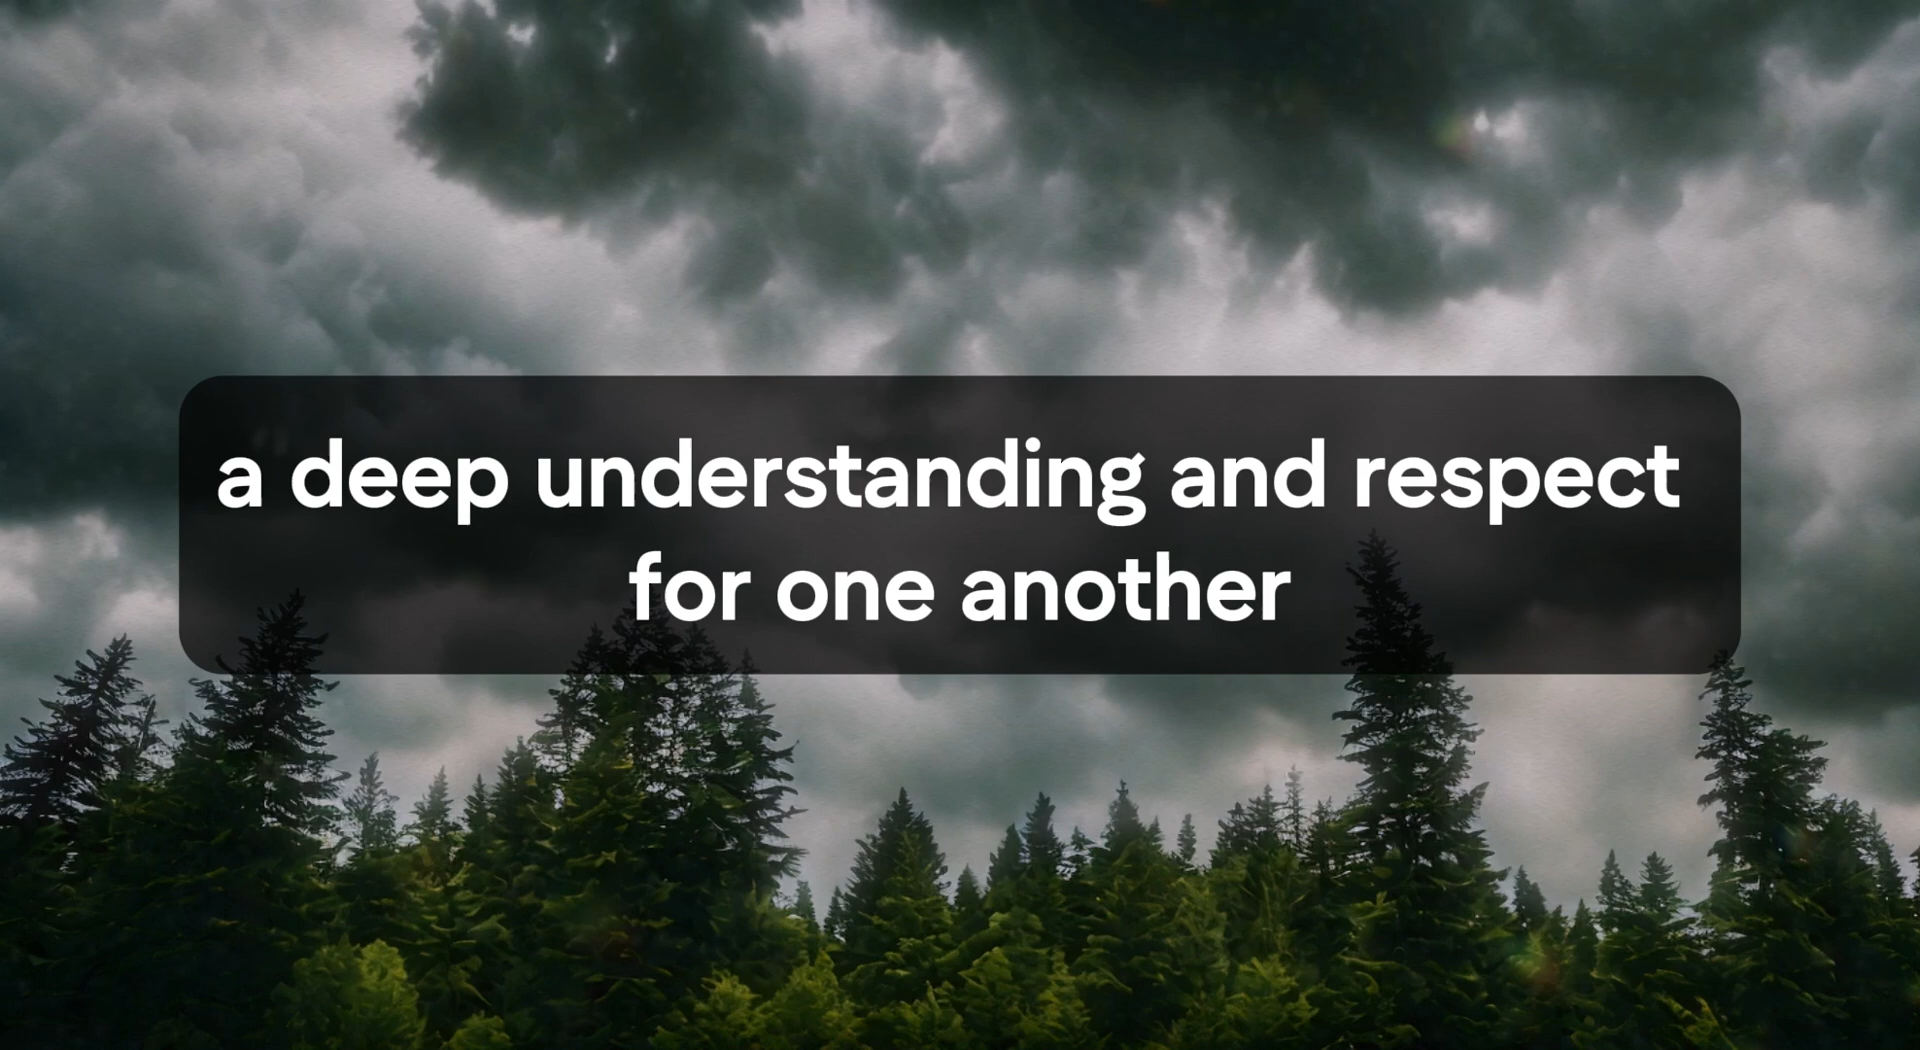 a deep understanding and respect
for one another